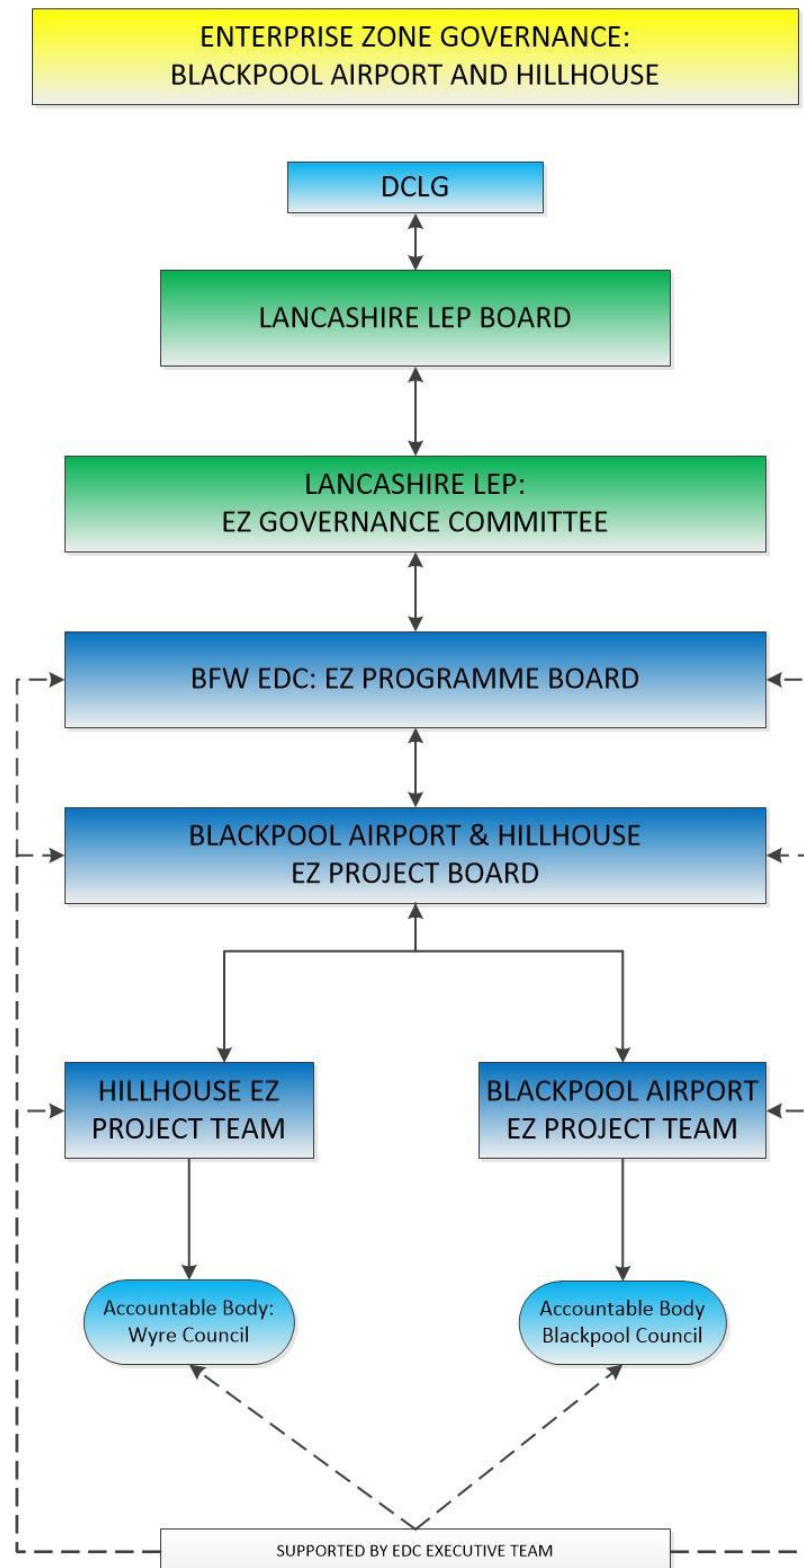 ENTERPRISE ZONE GOVERNANCE:
BLACKPOOL AIRPORT AND HILLHOUSE
DCLG
LANCASHIRE LEP BOARD
LANCASHIRE LEP:
EZ GOVERNANCE COMMITTEE
BFW EDC: EZ PROGRAMME BOARD
BLACKPOOL AIRPORT & HILLHOUSE
EZ PROJECT BOARD
HILLHOUSE EZ
PROJECT TEAM
BLACKPOOL AIRPORT
EZ PROJECT TEAM
Accountable Body:
Wyre Council
Accountable Body
Blackpool Council
SUPPORTED BY EDC EXECUTIVE TEAM